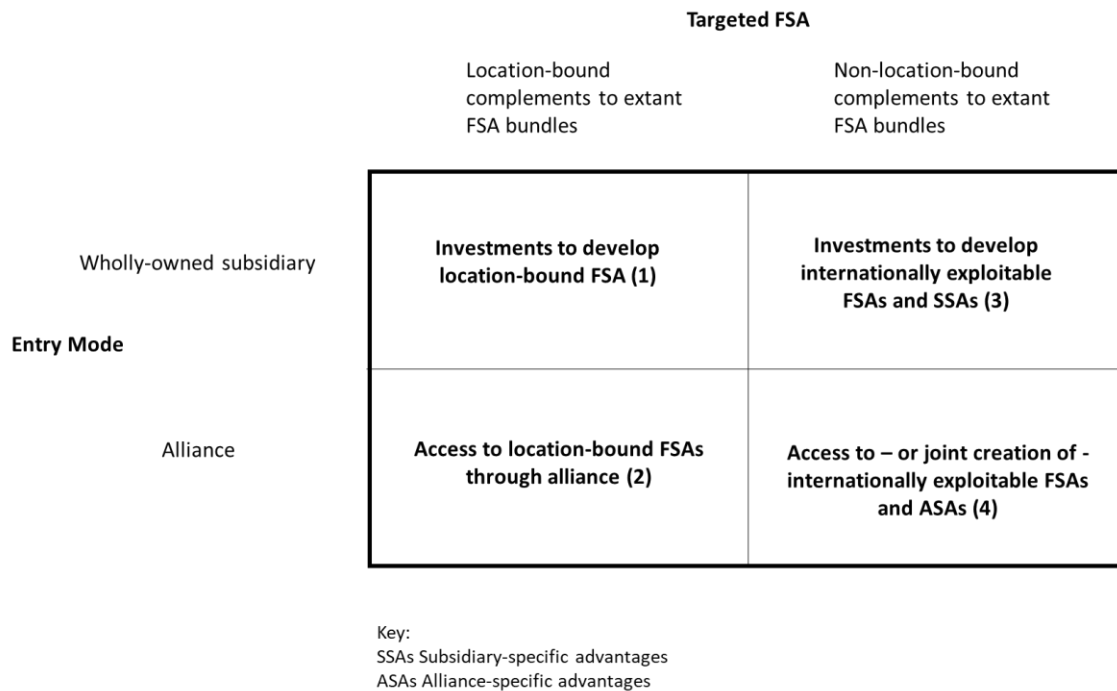 Targeted FSA
Location-bound
complements to extant
FSA bundles
Non-location-bound
complements to extant
FSA bundles
Wholly-owned subsidiary
Investments to develop
location-bound FSA (1)
Investments to develop
internationally exploitable
FSAs and SSAs (3)
Entry Mode
Alliance
Access to location-bound FSAs
through alliance (2)
Access to – or joint creation of -
internationally exploitable FSAs
and ASAs (4)
Key:
SSAs Subsidiary-specific advantages
ASAs Alliance-specific advantages